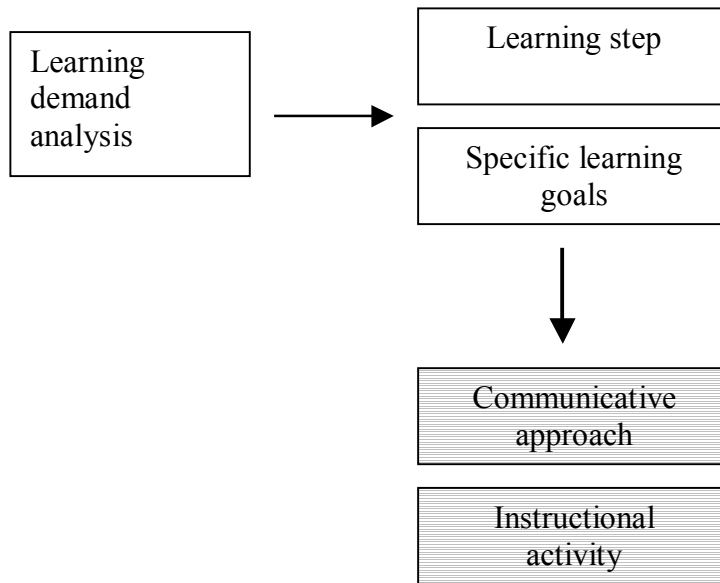 Learning
demand
analysis
Learning step
Specific learning
goals
Communicative
approach
Instructional
activity